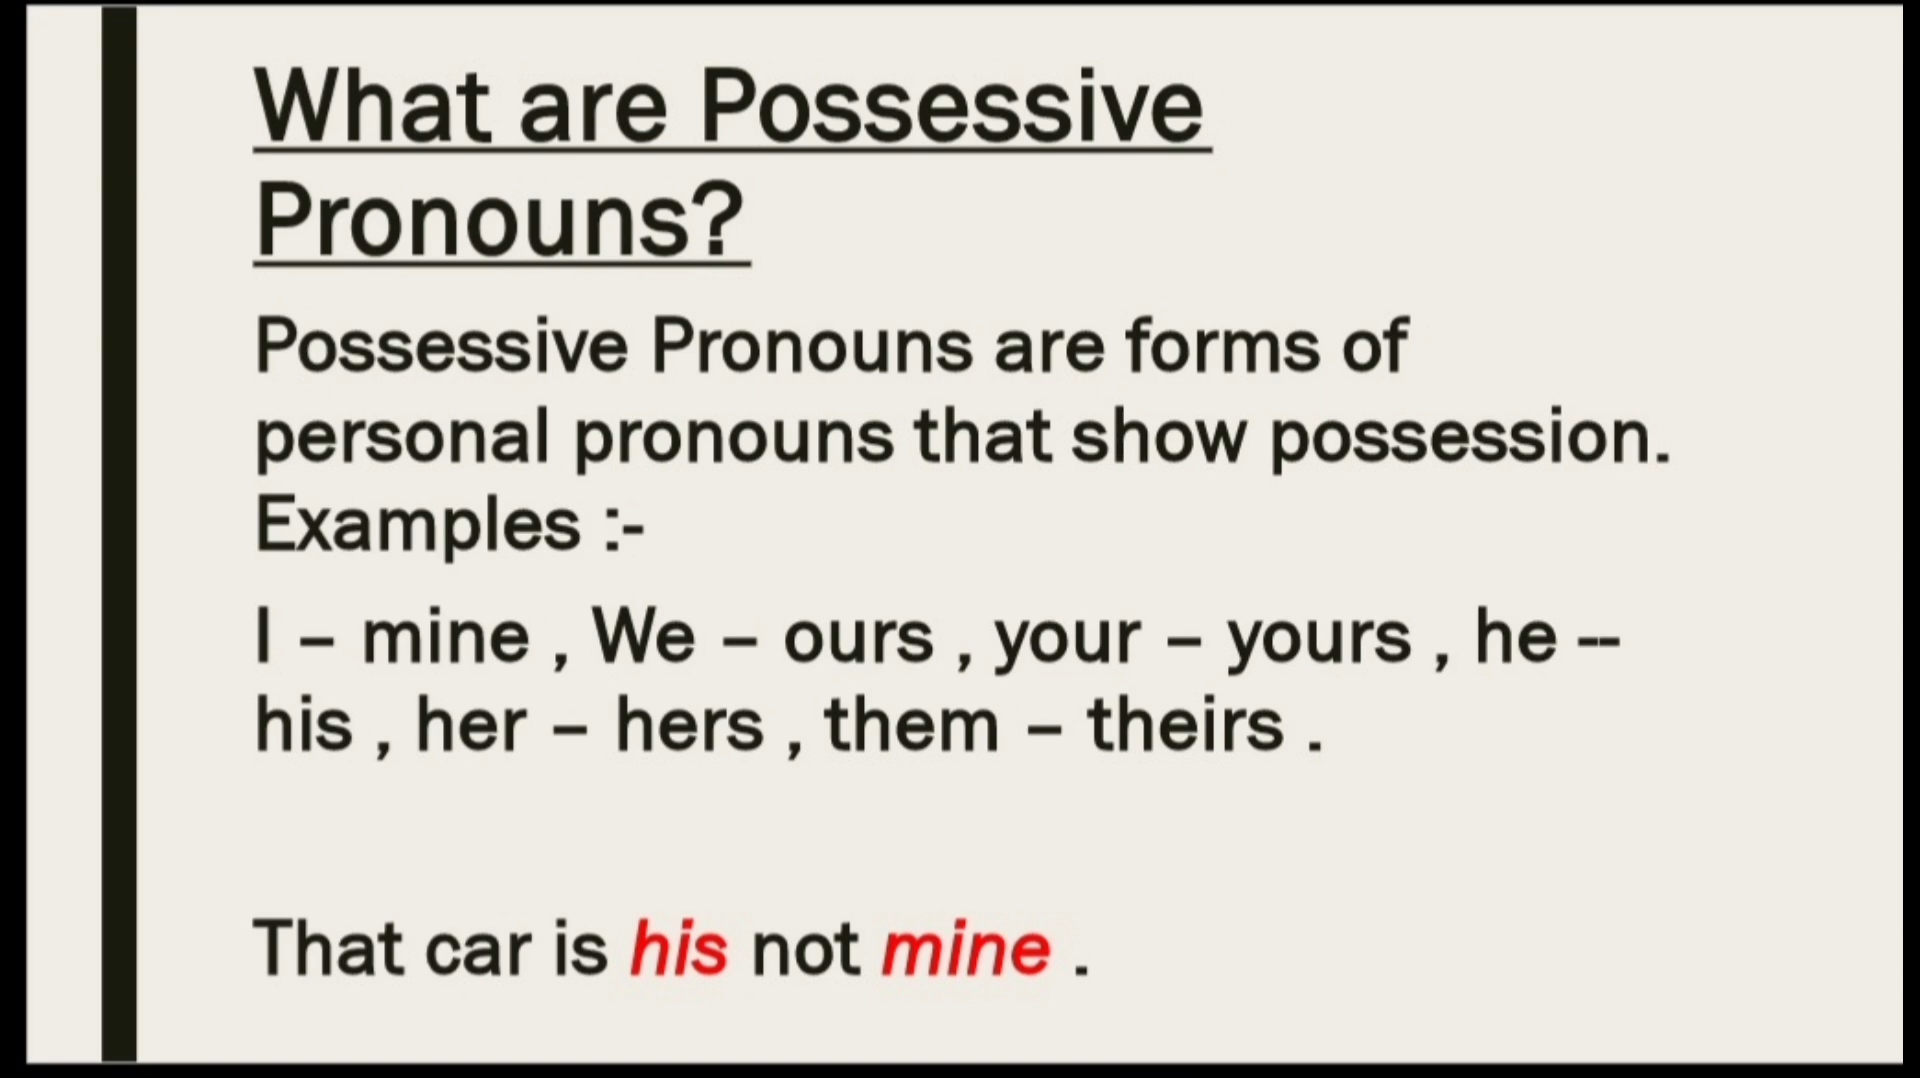 What are Possessive
Pronouns?
Possessive Pronouns are forms of
personal pronouns that show possession.
Examples :-
I – mine , We – ours , your – yours , he --
his , her – hers , them – theirs .
That car is his not mine .